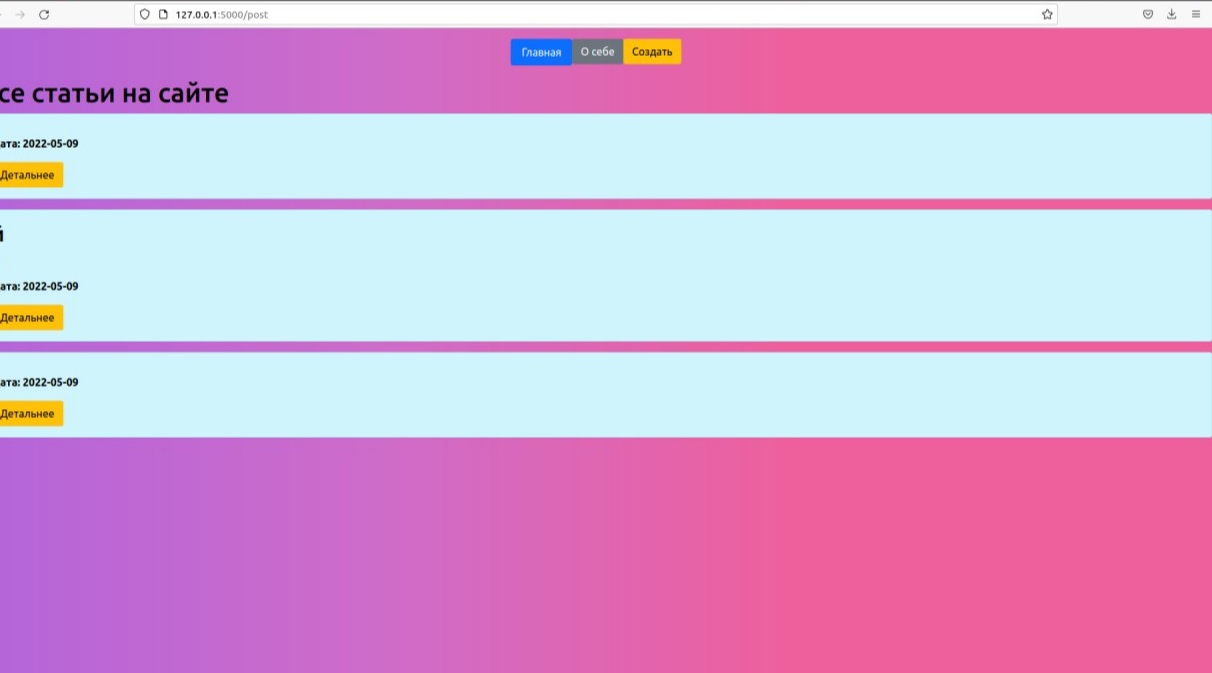 127.0.0.1:5000/post
Главная О себе Создать
се статьи на сайте
ата: 2022-05-09
Детальнее
й
ата: 2022-05-09
Детальнее
ата: 2022-05-09
Детальнее